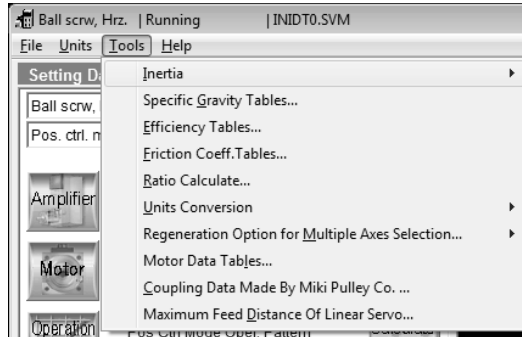 Ball scrw, Hrz. | Running | INIDT0.SVM
File Units Tools Help
Setting D
Inertia
Ball scrw,
Specific Gravity Tables...
Pos. ctrl. m
Efficiency Tables...
Friction Coeff.Tables...
Amplifier
Ratio Calculate...
Units Conversion
Regeneration Option for Multiple Axes Selection...
Motor
Motor Data Tables...
Coupling Data Made By Miki Pulley Co. ...
Maximum Feed Distance Of Linear Servo...
Operation